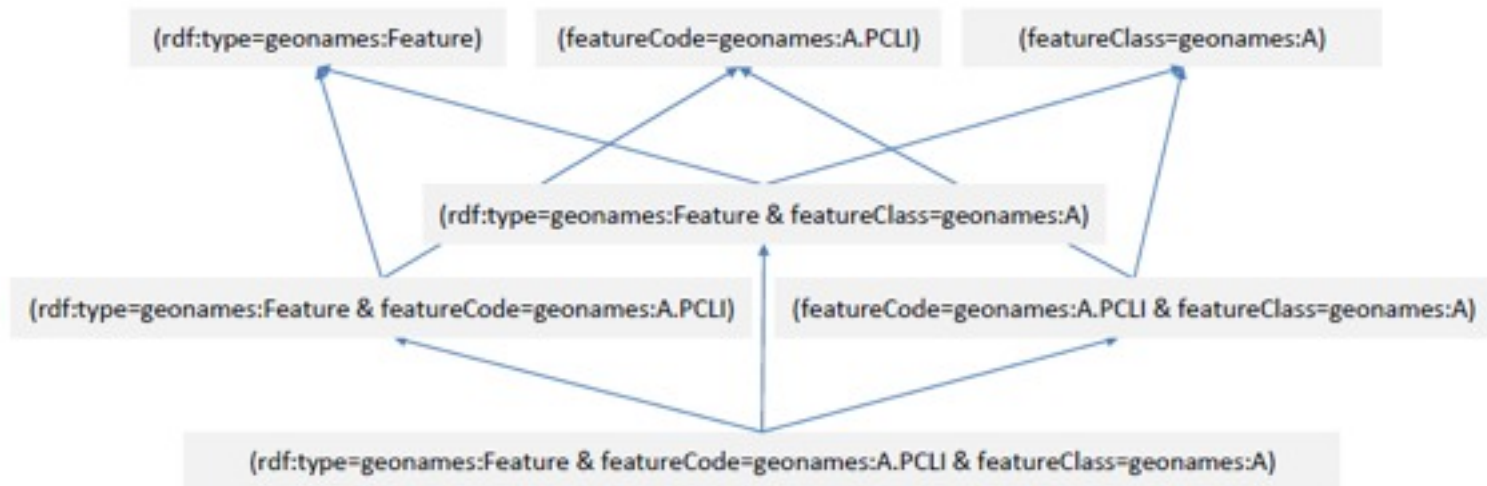 (rdf:type=geonames:Feature)
(featureCode=geonames:A.PCLI)
(featureClass=geonames:A)
(rdf:type=geonames:Feature & featureClass=geonames:A)
(rdf:type=geonames:Feature & featureCode=geonames:A.PCLI)
(featureCode=geonames:A.PCLI & featureClass=geonames:A)
(rdf:type=geonames:Feature & featureCode=geonames:A.PCLI & featureClass=geonames:A)